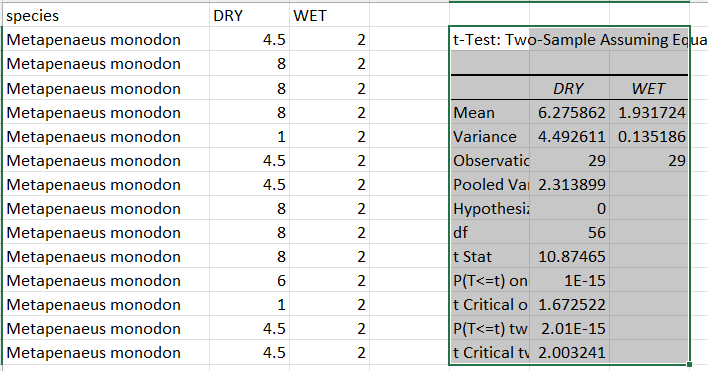 species DRY WET
Metapenaeus monodon 4.5 2 t-Test: Two-Sample Assuming Equa
Metapenaeus monodon 8 2
Metapenaeus monodon 8 2 DRY WET
Metapenaeus monodon 8 2 Mean 6.275862 1.931724
Metapenaeus monodon 1 2 Variance 4.492611 0.135186
Metapenaeus monodon 4.5 2 Observatic 29 29
Metapenaeus monodon 4.5 2 Pooled Var 2.313899
Metapenaeus monodon 8 2 Hypothesiz 0
Metapenaeus monodon 8 2 df 56
Metapenaeus monodon 8 2 t Stat 10.87465
Metapenaeus monodon 6 2 P(T<=t) on 1E-15
Metapenaeus monodon 1 2 t Critical o 1.672522
Metapenaeus monodon 4.5 2 P(T<=t) tw 2.01E-15
Metapenaeus monodon 4.5 2 t Critical tv 2.003241